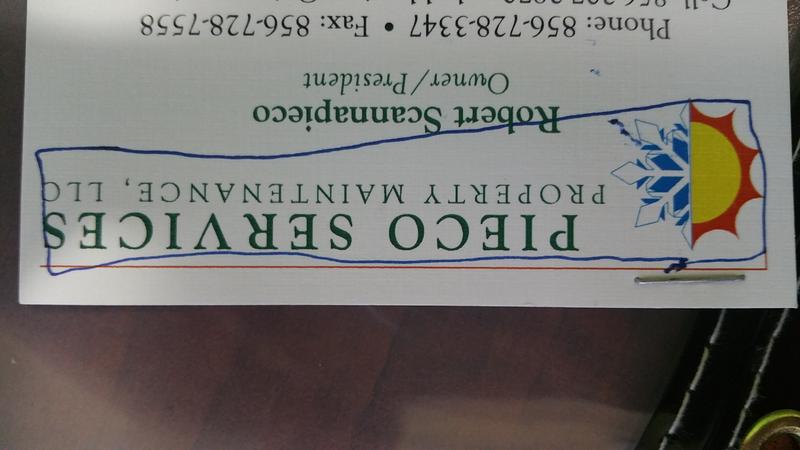 PIECO SERVICES
PROPERTY MAINTENANCE, LLC
Robert Scannapieco
Owner/President
Phone: 856-728-3347 • Fax: 856-728-7558